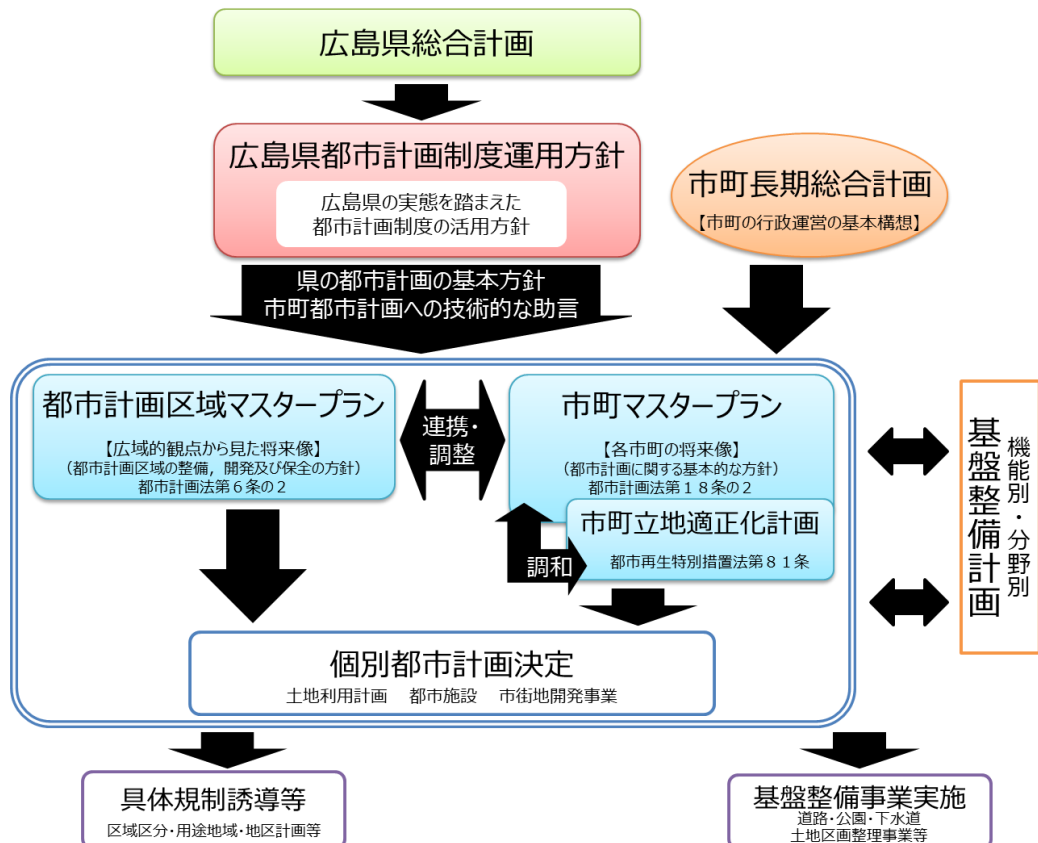 広島県総合計画
広島県都市計画制度運用方針
広島県の実態を踏まえた
都市計画制度の活用方針
市町長期総合計画
【市町の行政運営の基本構想】
県の都市計画の基本方針
市町都市計画への技術的な助言
都市計画区域マスタープラン
【広域的観点から見た将来像】
（都市計画区域の整備，開発及び保全の方針）
都市計画法第６条の２
連携・
調整
市町マスタープラン
【各市町の将来像】
（都市計画に関する基本的な方針）
都市計画法第１８条の２
市町立地適正化計画
都市再生特別措置法第８１条
調和
機能別・分野別
基盤整備計画
個別都市計画決定
土地利用計画　都市施設　市街地開発事業
具体規制誘導等
区域区分・用途地域・地区計画等
基盤整備事業実施
道路・公園・下水道
土地区画整理事業等